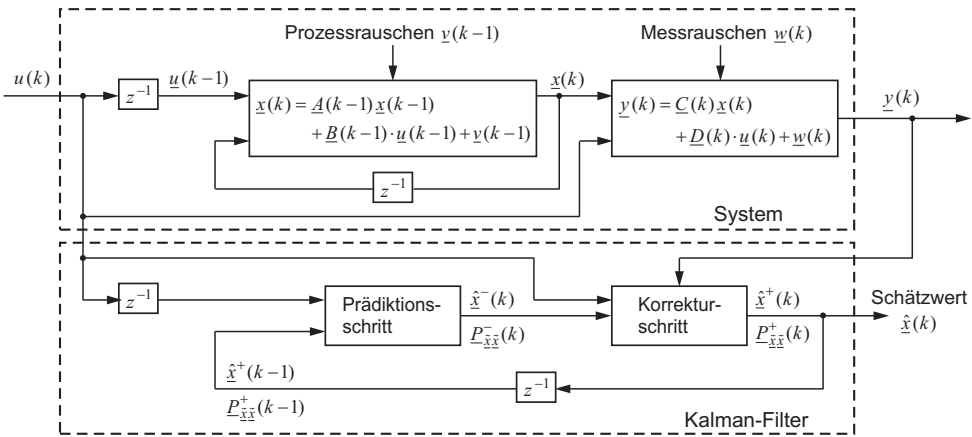 Prozessrauschen v(k−1)
Messrauschen w(k)
u(k)
z⁻¹
u(k−1)
x(k) = A(k−1) x(k−1)
+ B(k−1) · u(k−1) + v(k−1)
x(k)
y(k) = C(k) x(k)
+ D(k) · u(k) + w(k)
y(k)
z⁻¹
System
z⁻¹
Prädiktions-
schritt
x̂⁻(k)
P⁻x̃x̃(k)
Korrektur-
schritt
x̂⁺(k)
P⁺x̃x̃(k)
Schätzwert
x̂(k)
x̂⁺(k−1)
P⁺x̃x̃(k−1)
z⁻¹
Kalman-Filter